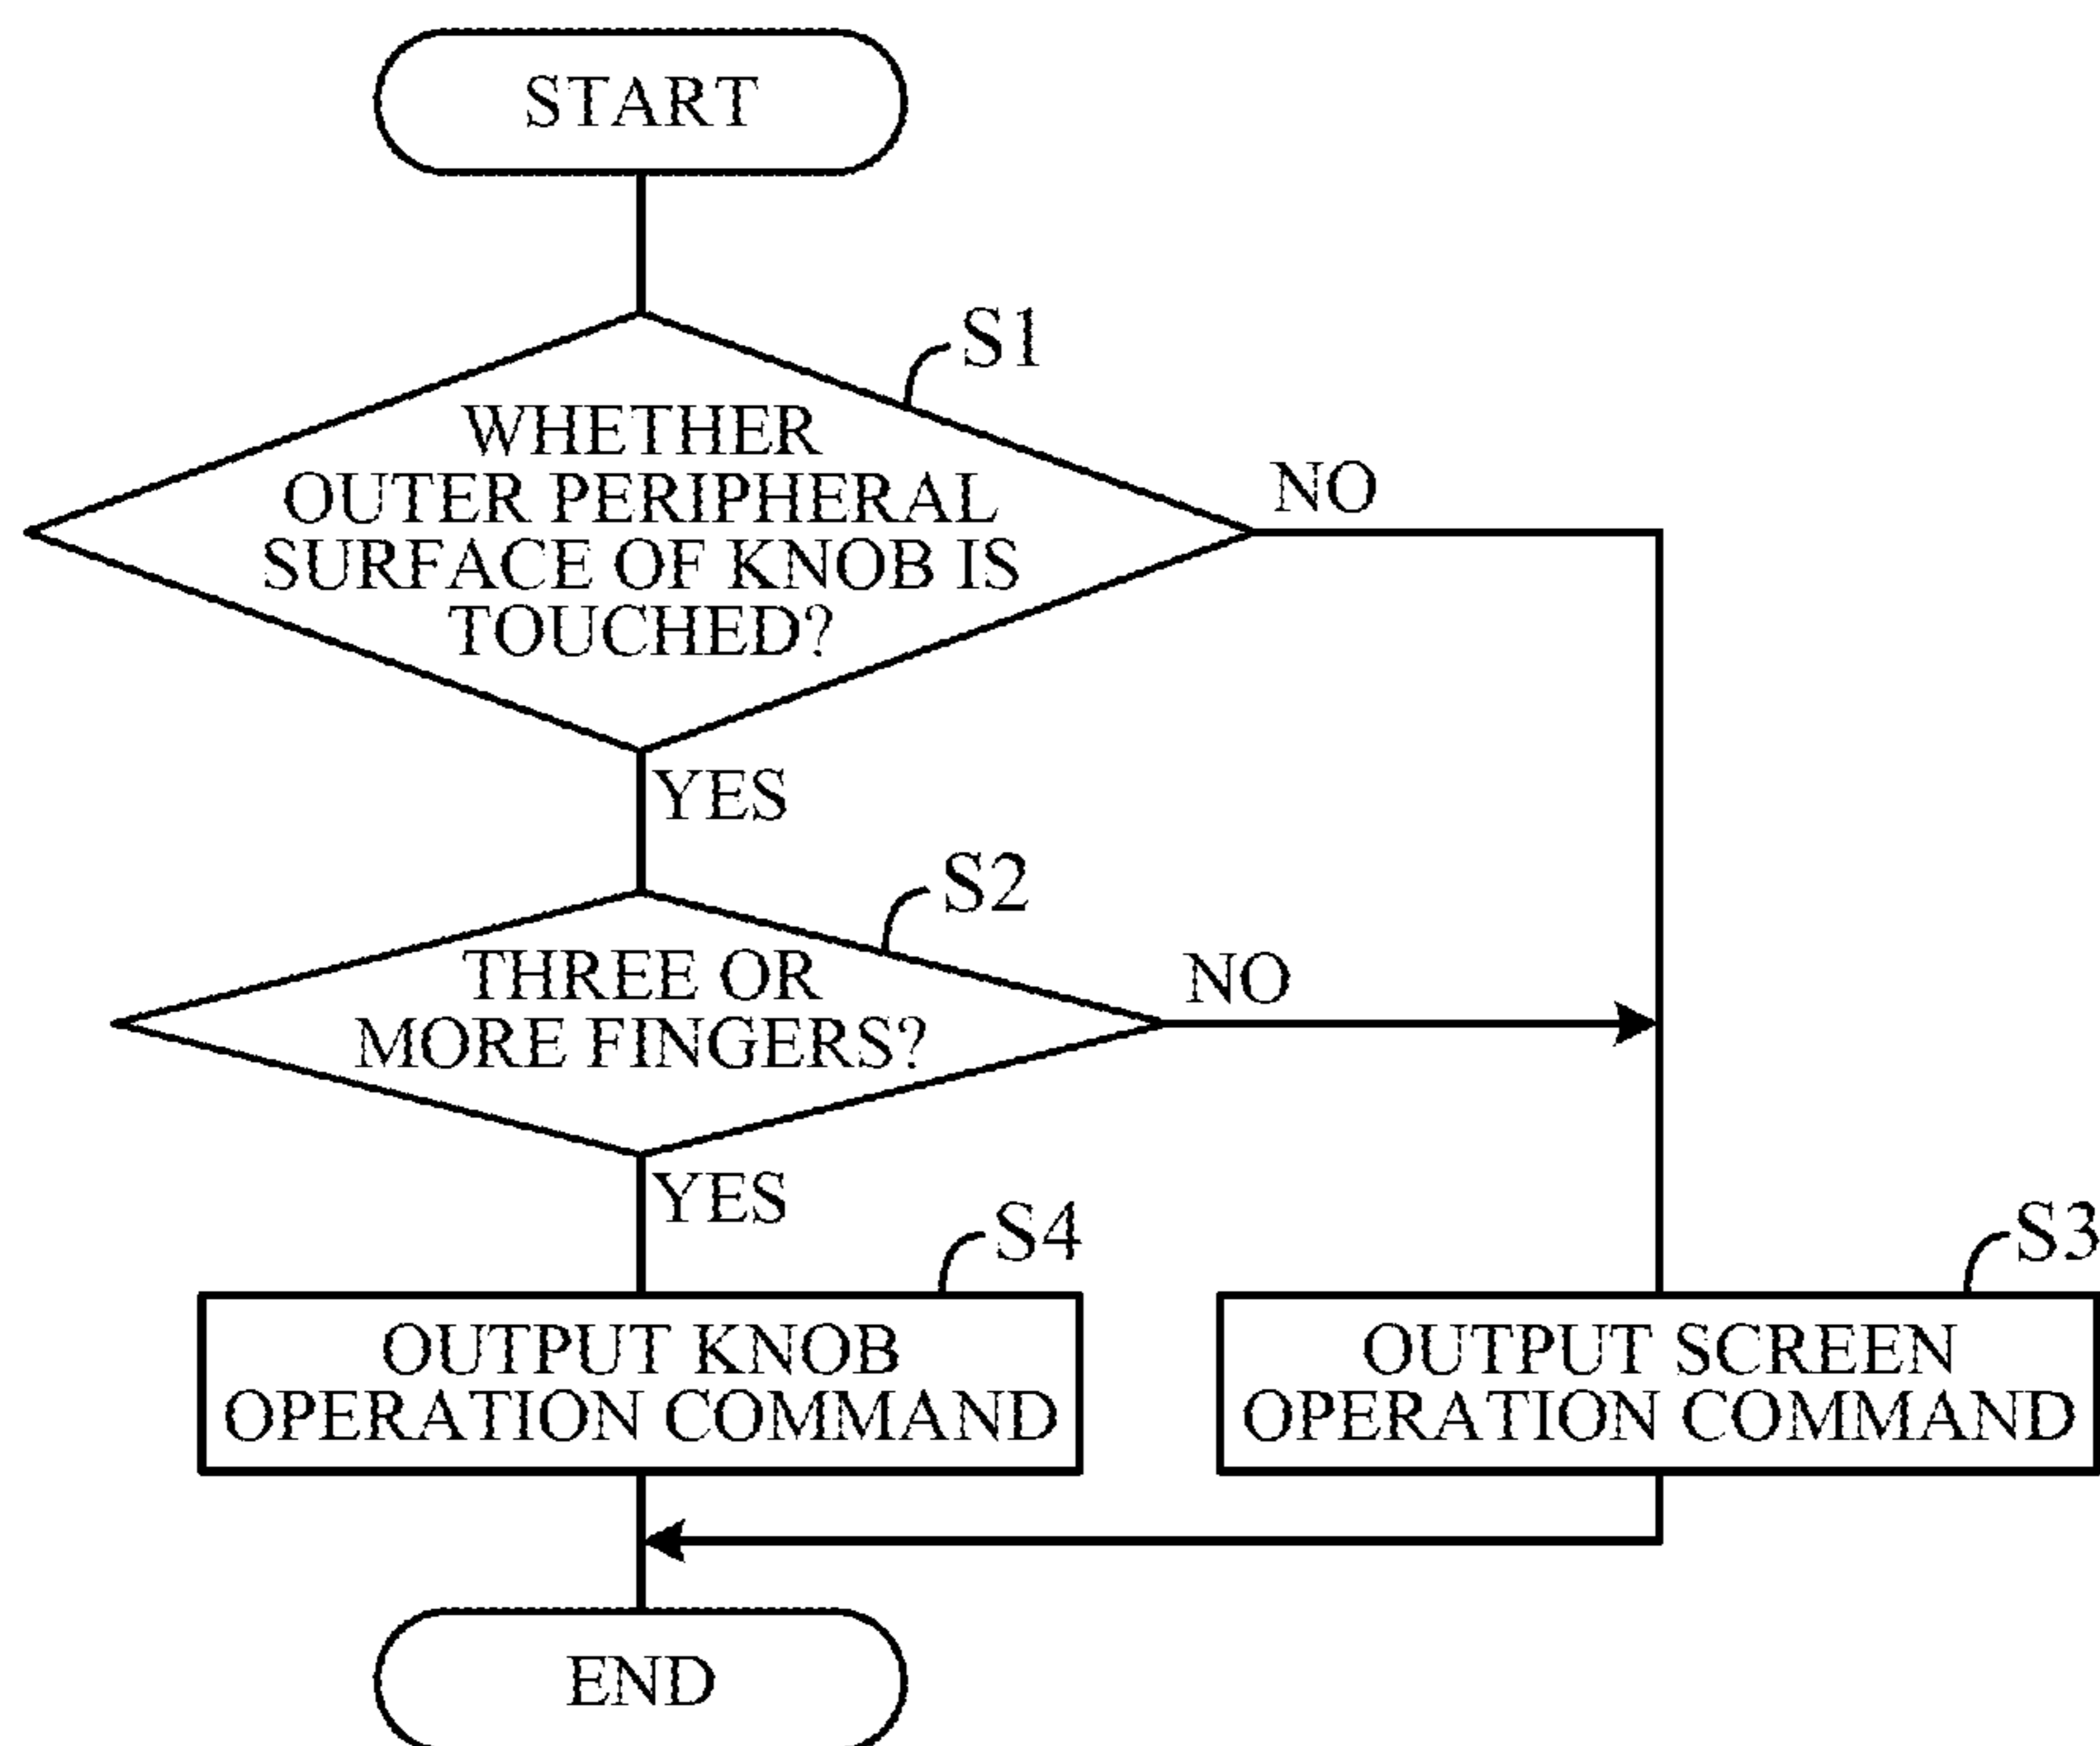 START
S1
WHETHER
OUTER PERIPHERAL
SURFACE OF KNOB IS
TOUCHED?
NO
YES
S2
THREE OR
MORE FINGERS?
NO
YES
S4
OUTPUT KNOB
OPERATION COMMAND
S3
OUTPUT SCREEN
OPERATION COMMAND
END